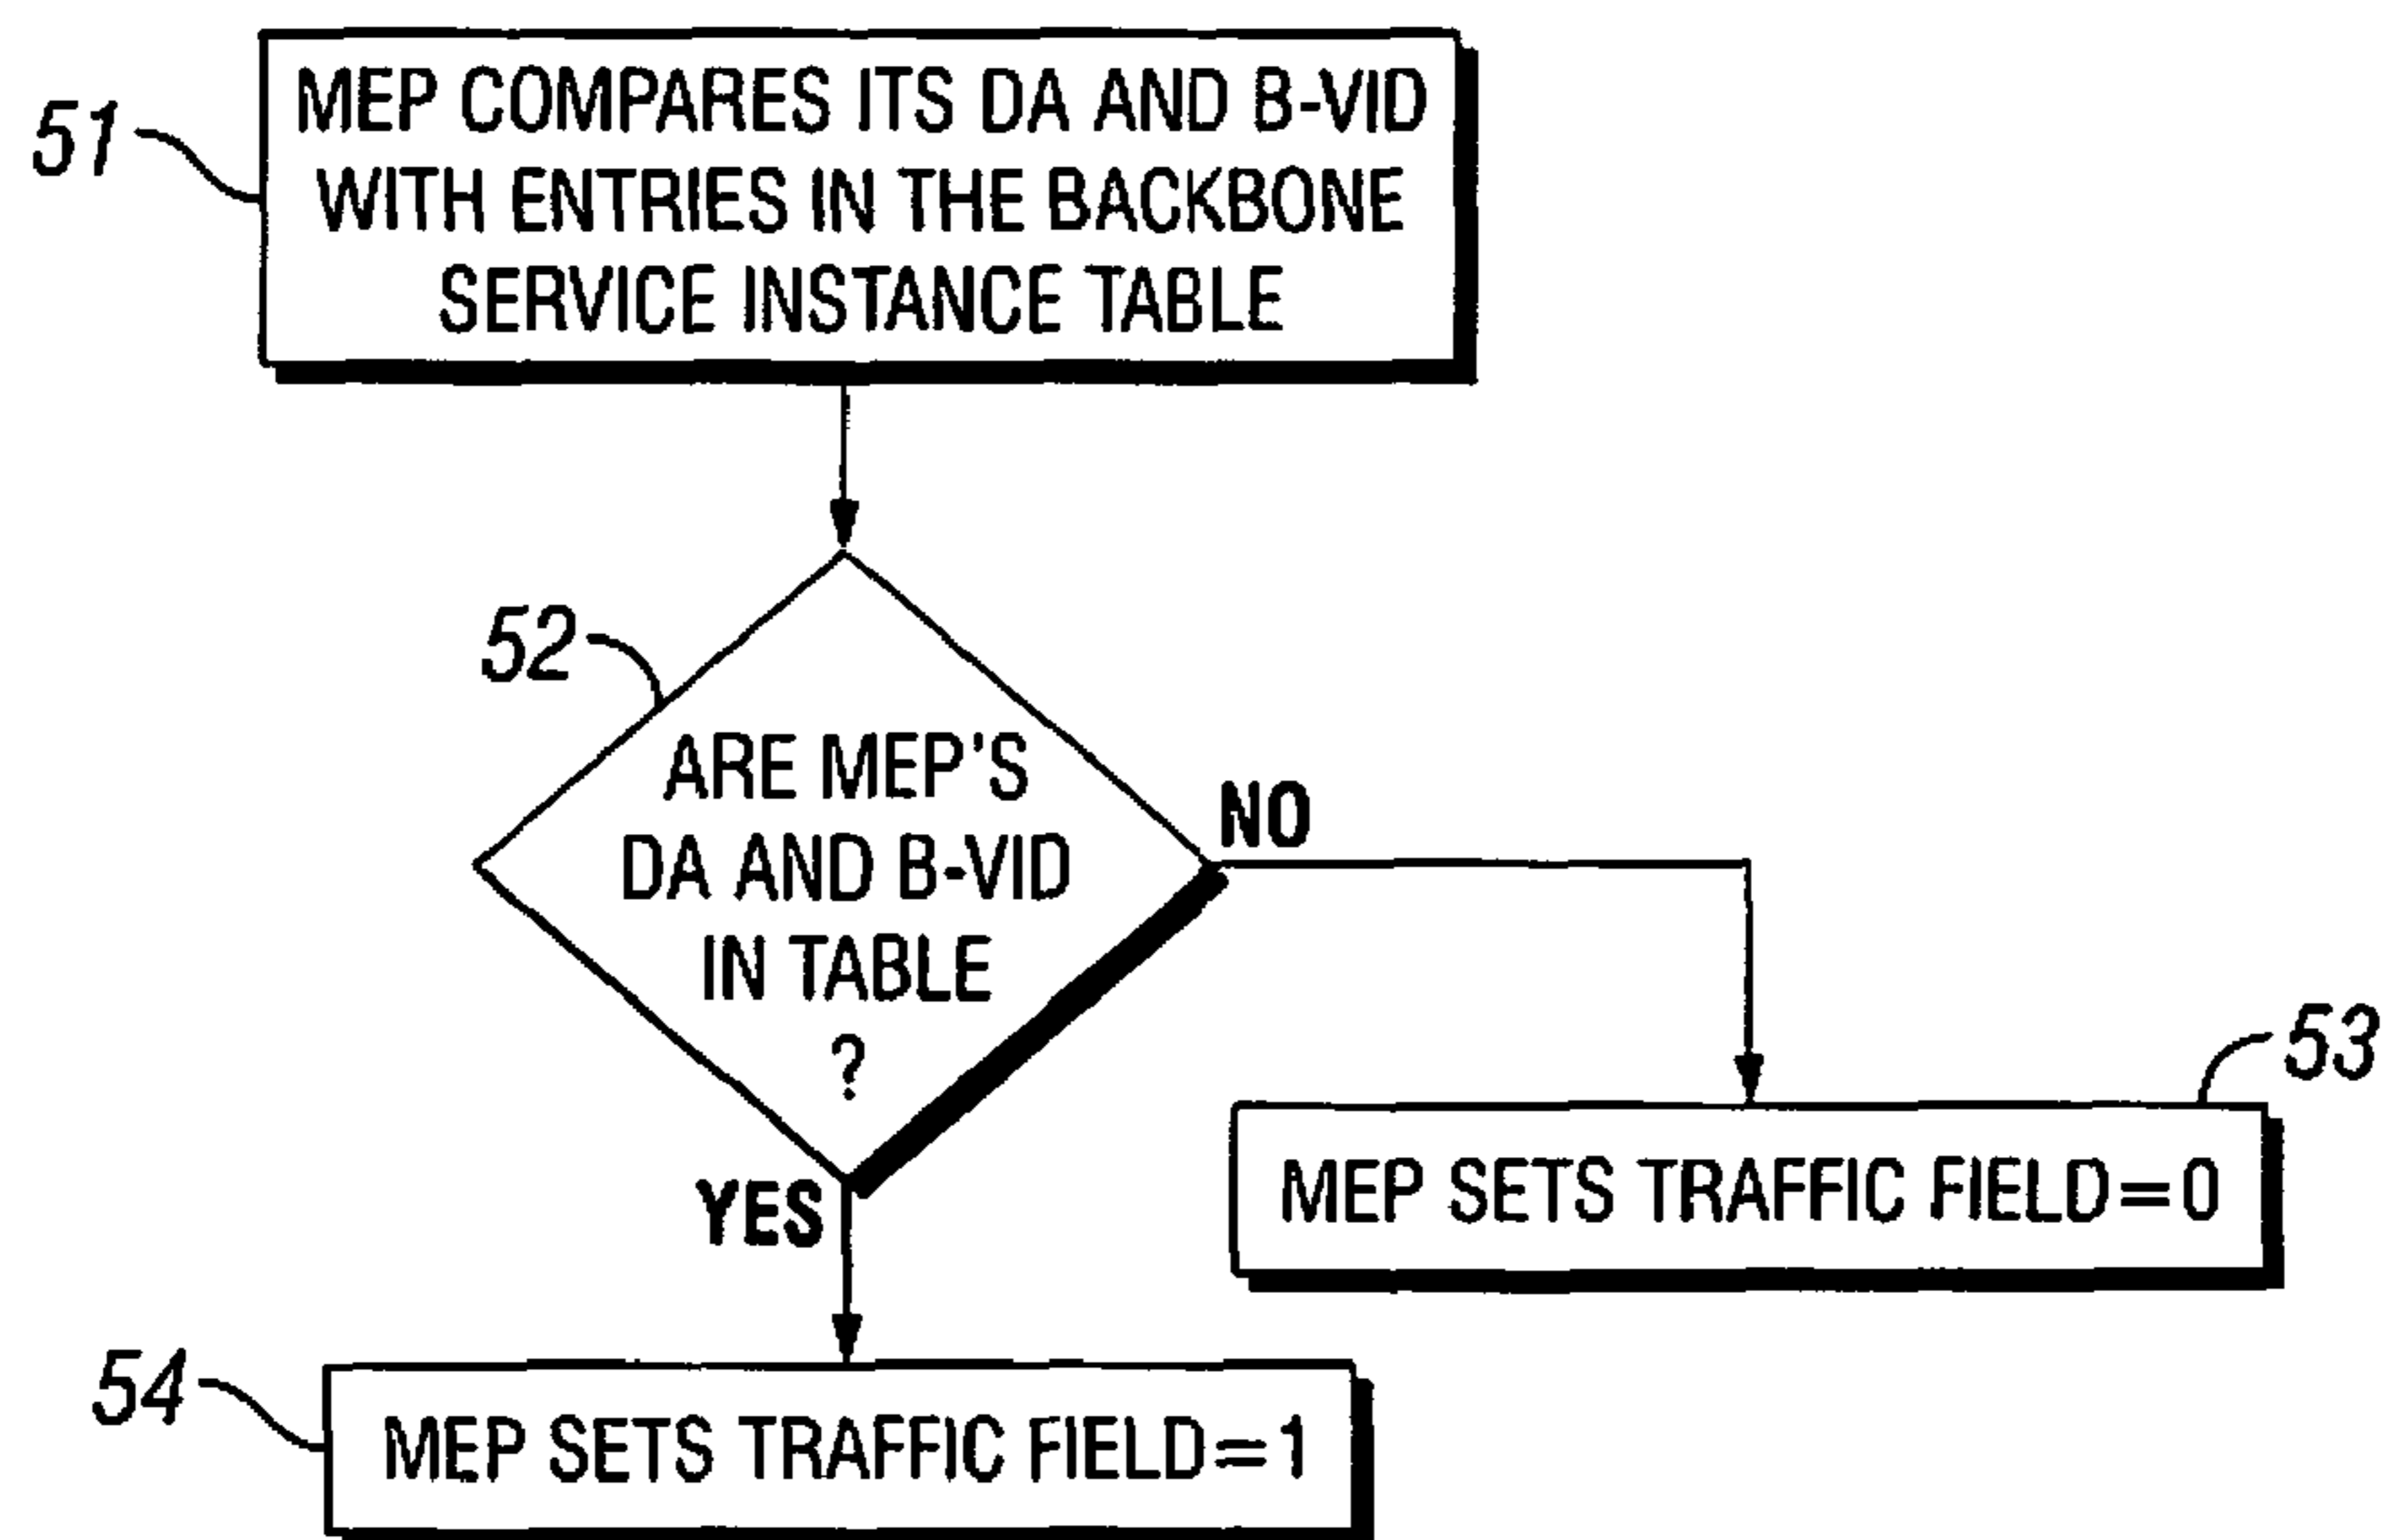 51
MEP COMPARES ITS DA AND B-VID
WITH ENTRIES IN THE BACKBONE
SERVICE INSTANCE TABLE
52
ARE MEP'S
DA AND B-VID
IN TABLE
?
NO
YES
53
MEP SETS TRAFFIC FIELD=0
54
MEP SETS TRAFFIC FIELD=1